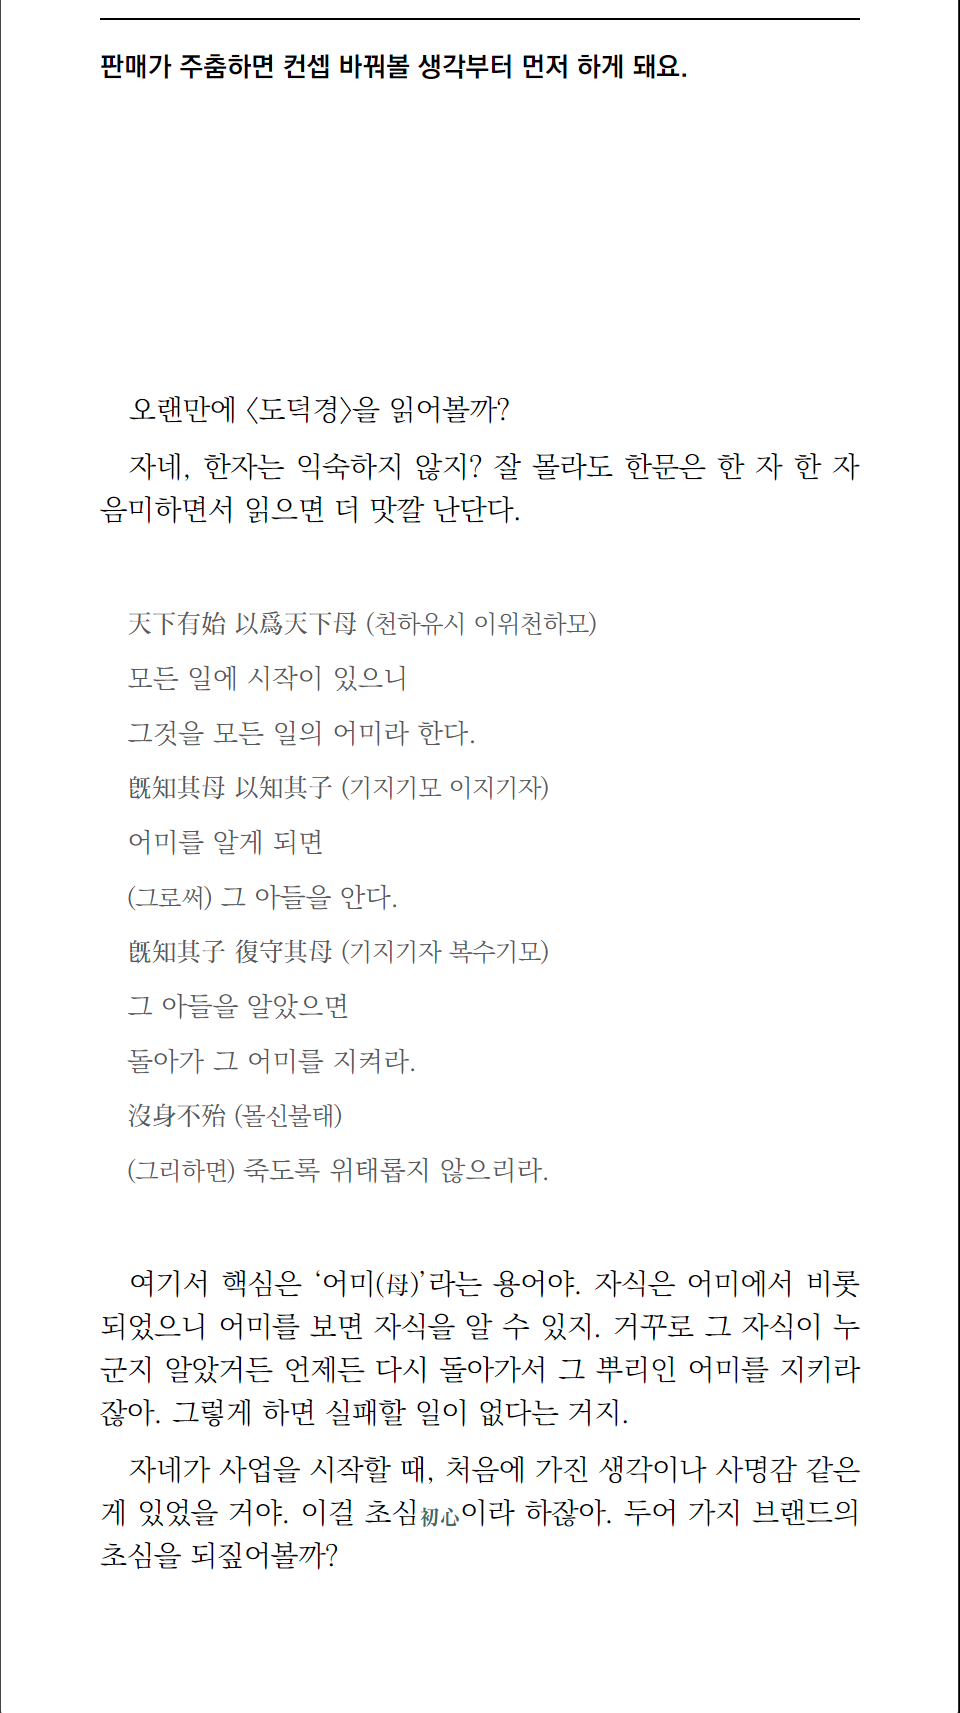 판매가 주춤하면 컨셉 바꿔볼 생각부터 먼저 하게 돼요.
오랜만에 〈도덕경〉을 읽어볼까?
자네, 한자는 익숙하지 않지? 잘 몰라도 한문은 한 자 한 자
음미하면서 읽으면 더 맛깔 난단다.
天下有始 以爲天下母 (천하유시 이위천하모)
모든 일에 시작이 있으니
그것을 모든 일의 어미라 한다.
旣知其母 以知其子 (기지기모 이지기자)
어미를 알게 되면
(그로써) 그 아들을 안다.
旣知其子 復守其母 (기지기자 복수기모)
그 아들을 알았으면
돌아가 그 어미를 지켜라.
沒身不殆 (몰신불태)
(그리하면) 죽도록 위태롭지 않으리라.
여기서 핵심은 ‘어미(母)’라는 용어야. 자식은 어미에서 비롯
되었으니 어미를 보면 자식을 알 수 있지. 거꾸로 그 자식이 누
군지 알았거든 언제든 다시 돌아가서 그 뿌리인 어미를 지키라
잖아. 그렇게 하면 실패할 일이 없다는 거지.
자네가 사업을 시작할 때, 처음에 가진 생각이나 사명감 같은
게 있었을 거야. 이걸 초심初心이라 하잖아. 두어 가지 브랜드의
초심을 되짚어볼까?